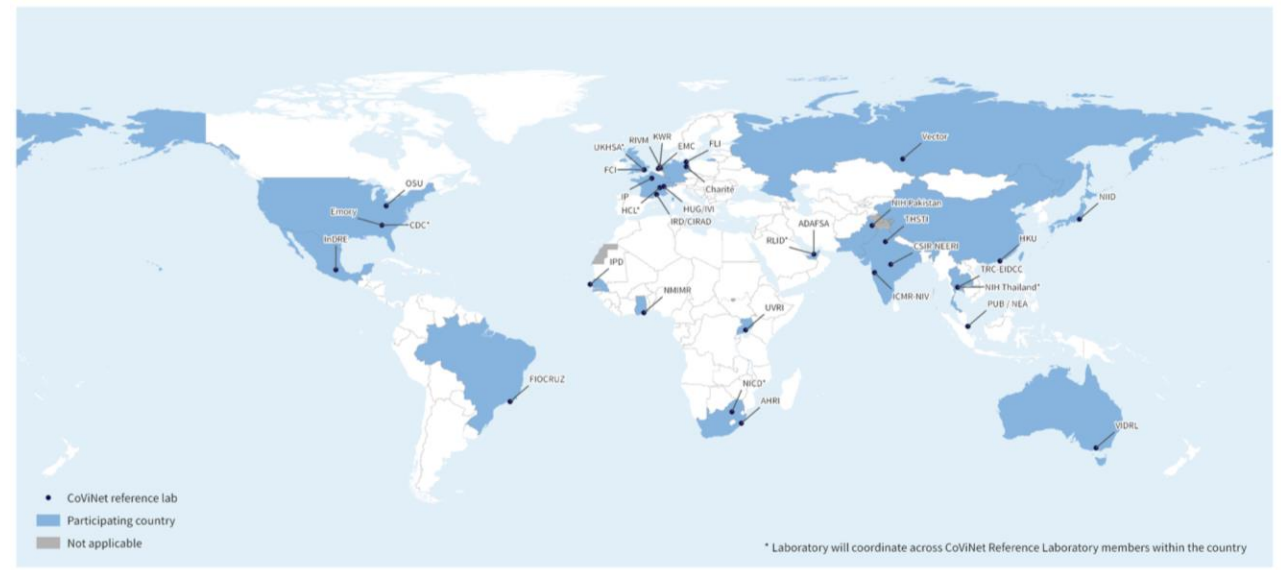 Vector
KWR
RIVM
EMC
FLI
UKHSA*
FCI
Charité
OSU
IP
HUG/IVI
NIH Pakistan
NIID
Emory
HCL*
IRD/CIRAD
CDC*
ADAFSA
THSTI
InDRE
RLID*
HKU
CSIR-NEERI
IPD
TRC-EIDCC
NMIMR
NIH Thailand*
ICMR-NIV
PUB / NEA
UVRI
FIOCRUZ
NICD*
AHRI
VIDRL
CoViNet reference lab
Participating country
Not applicable
* Laboratory will coordinate across CoViNet Reference Laboratory members within the country